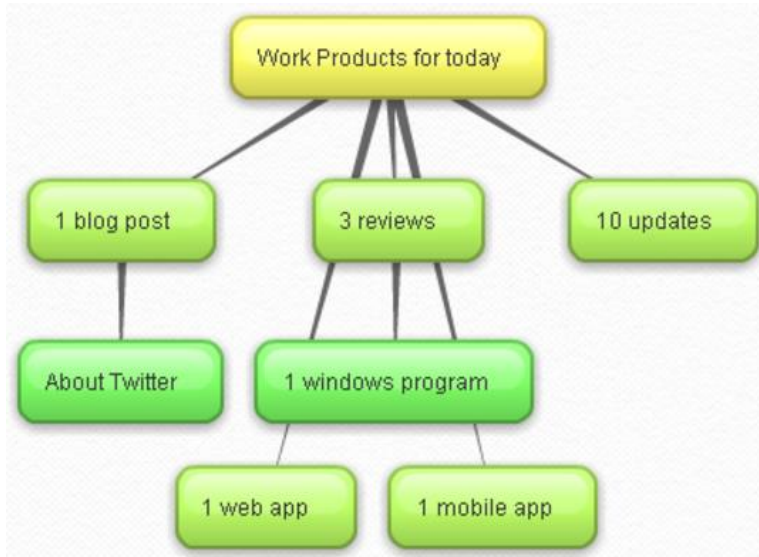 Work Products for today
1 blog post
3 reviews
10 updates
About Twitter
1 windows program
1 web app
1 mobile app